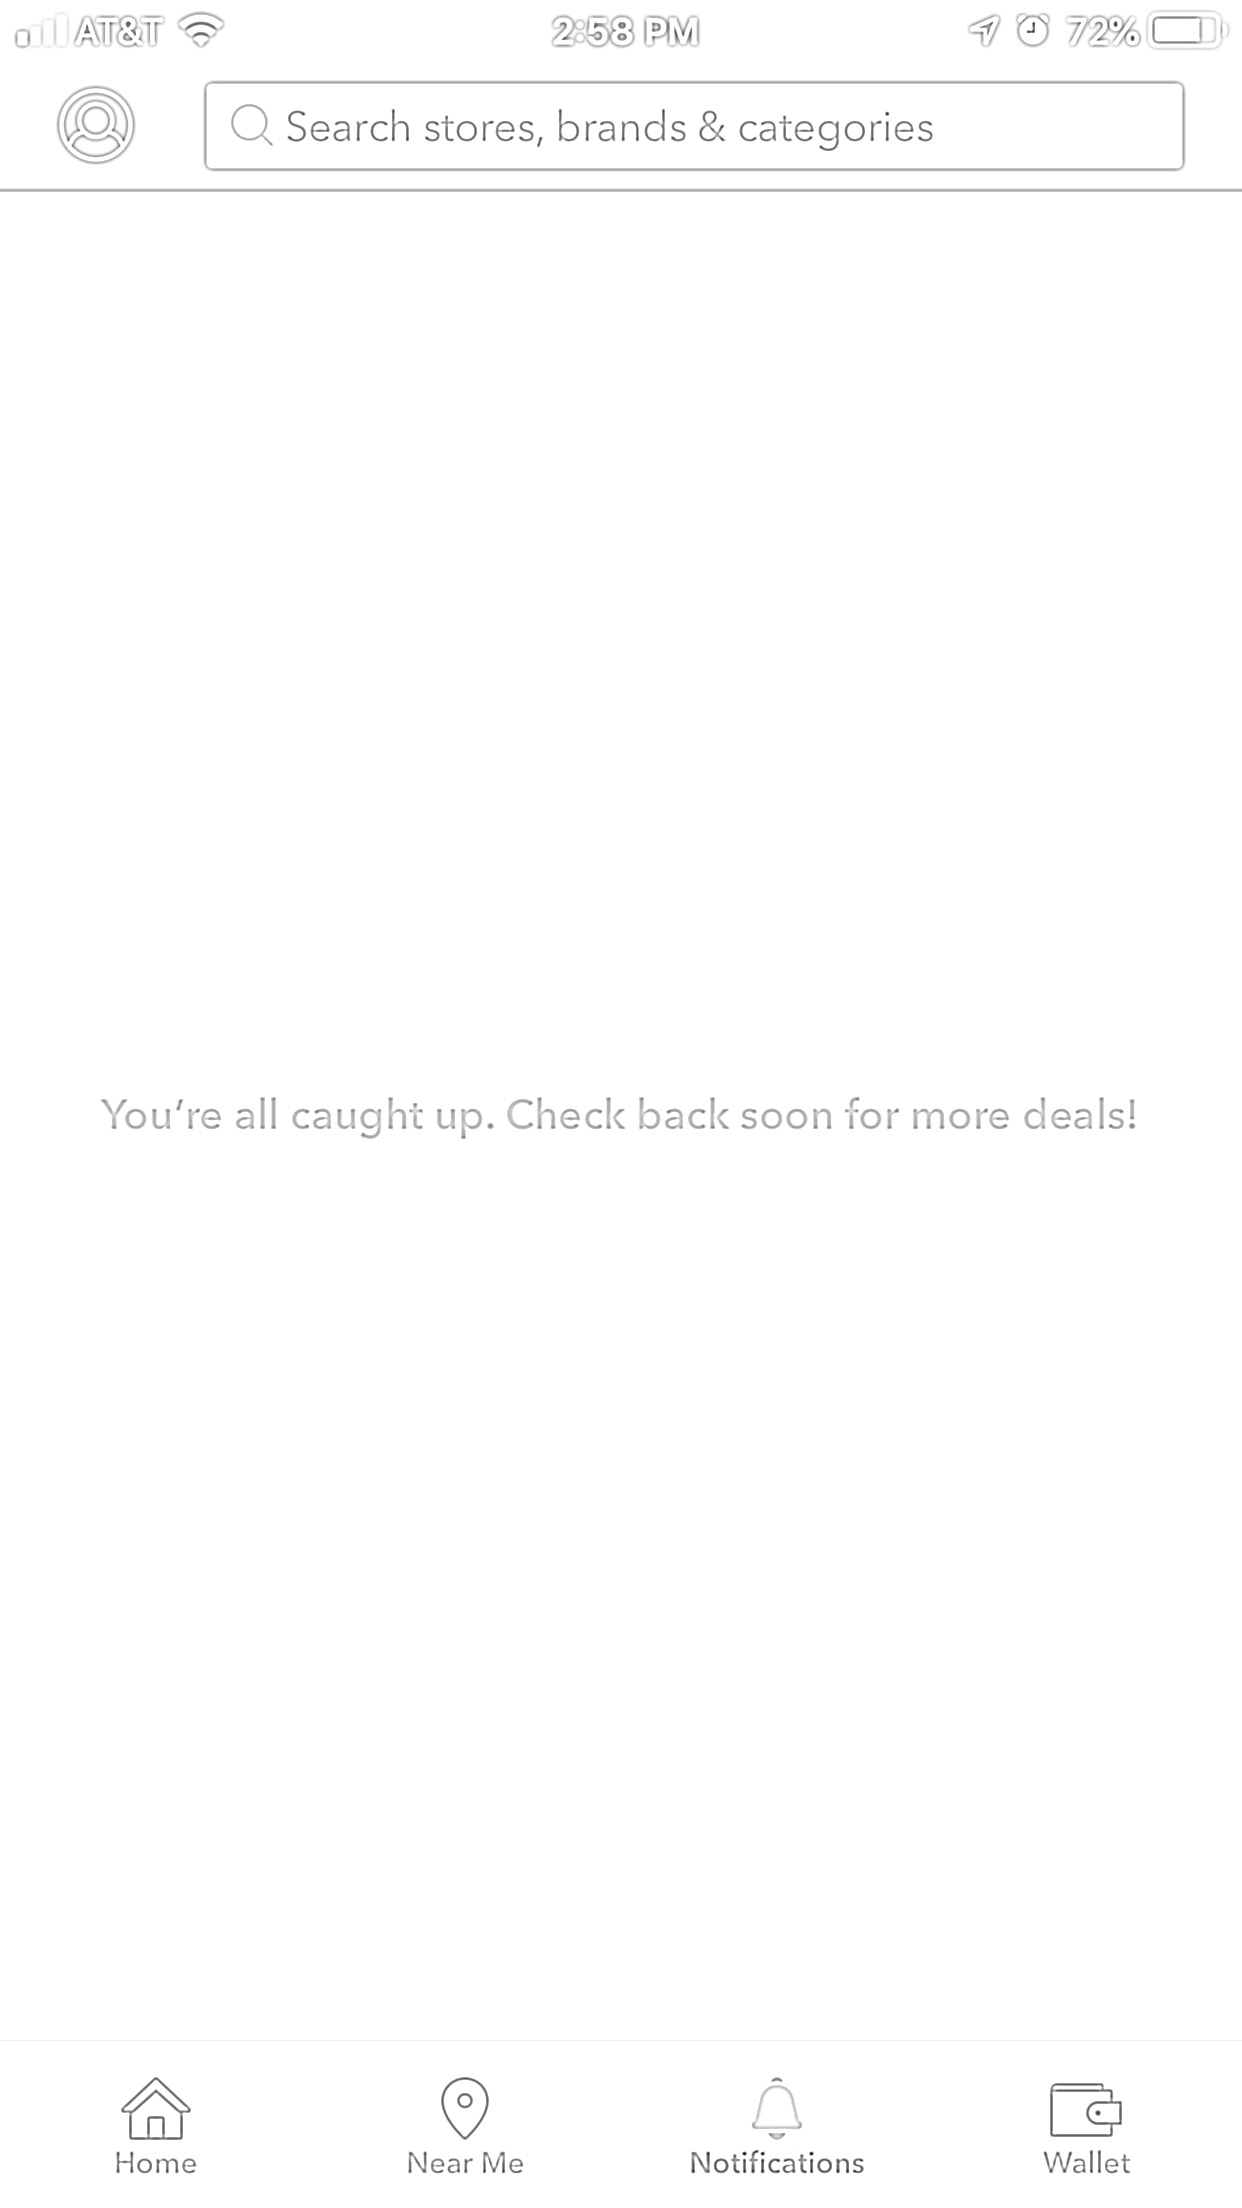 AT&T 2:58 PM 72%
Search stores, brands & categories
You’re all caught up. Check back soon for more deals!
Home Near Me Notifications Wallet